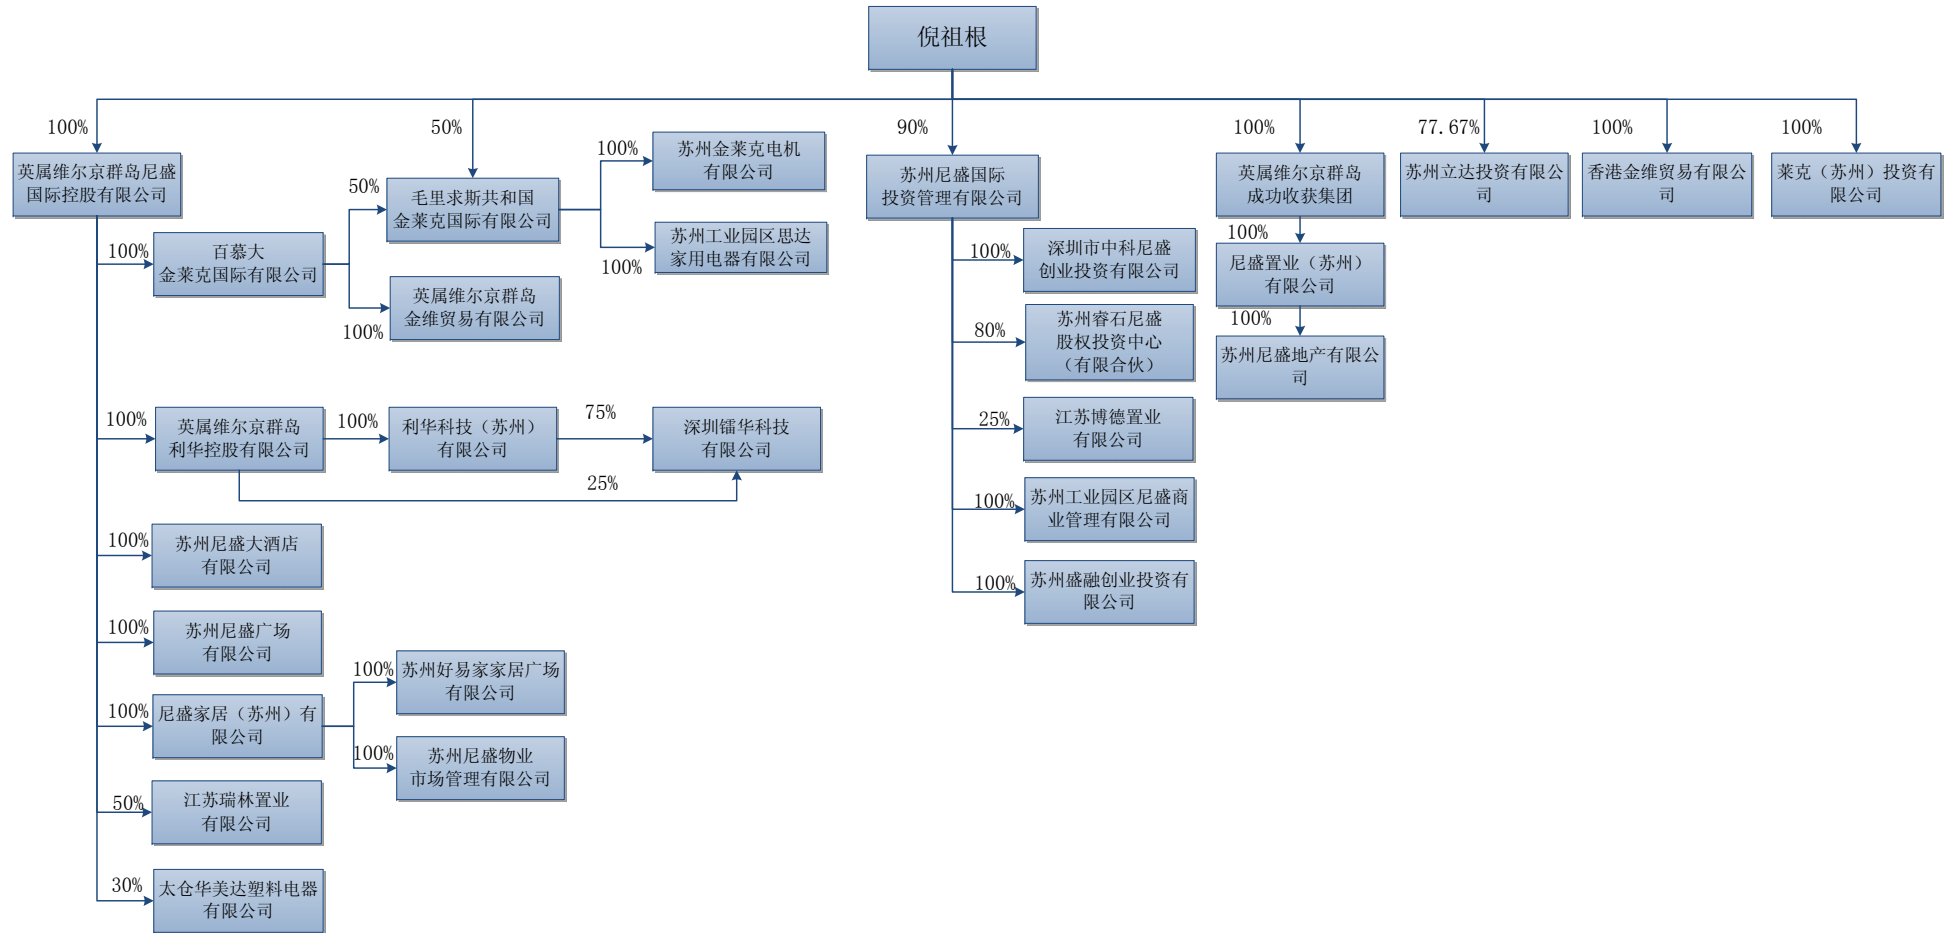 倪祖根
100%
50%
90%
100%
77.67%
100%
100%
英属维尔京群岛尼盛
国际控股有限公司
毛里求斯共和国
金莱克国际有限公司
苏州尼盛国际
投资管理有限公司
英属维尔京群岛
成功收获集团
苏州立达投资有限公
司
香港金维贸易有限公
司
莱克（苏州）投资有
限公司
100%
百慕大
金莱克国际有限公司
50%
100%
英属维尔京群岛
金维贸易有限公司
100%
苏州金莱克电机
有限公司
100%
苏州工业园区思达
家用电器有限公司
100%
英属维尔京群岛
利华控股有限公司
100%
利华科技（苏州）
有限公司
75%
深圳镭华科技
有限公司
25%
100%
苏州尼盛大酒店
有限公司
100%
苏州尼盛广场
有限公司
100%
尼盛家居（苏州）有
限公司
100%
苏州好易家家居广场
有限公司
100%
苏州尼盛物业
市场管理有限公司
50%
江苏瑞林置业
有限公司
30%
太仓华美达塑料电器
有限公司
100%
深圳市中科尼盛
创业投资有限公司
80%
苏州睿石尼盛
股权投资中心
（有限合伙）
25%
江苏博德置业
有限公司
100%
苏州工业园区尼盛商
业管理有限公司
100%
苏州盛融创业投资有
限公司
100%
尼盛置业（苏州）
有限公司
100%
苏州尼盛地产有限公
司